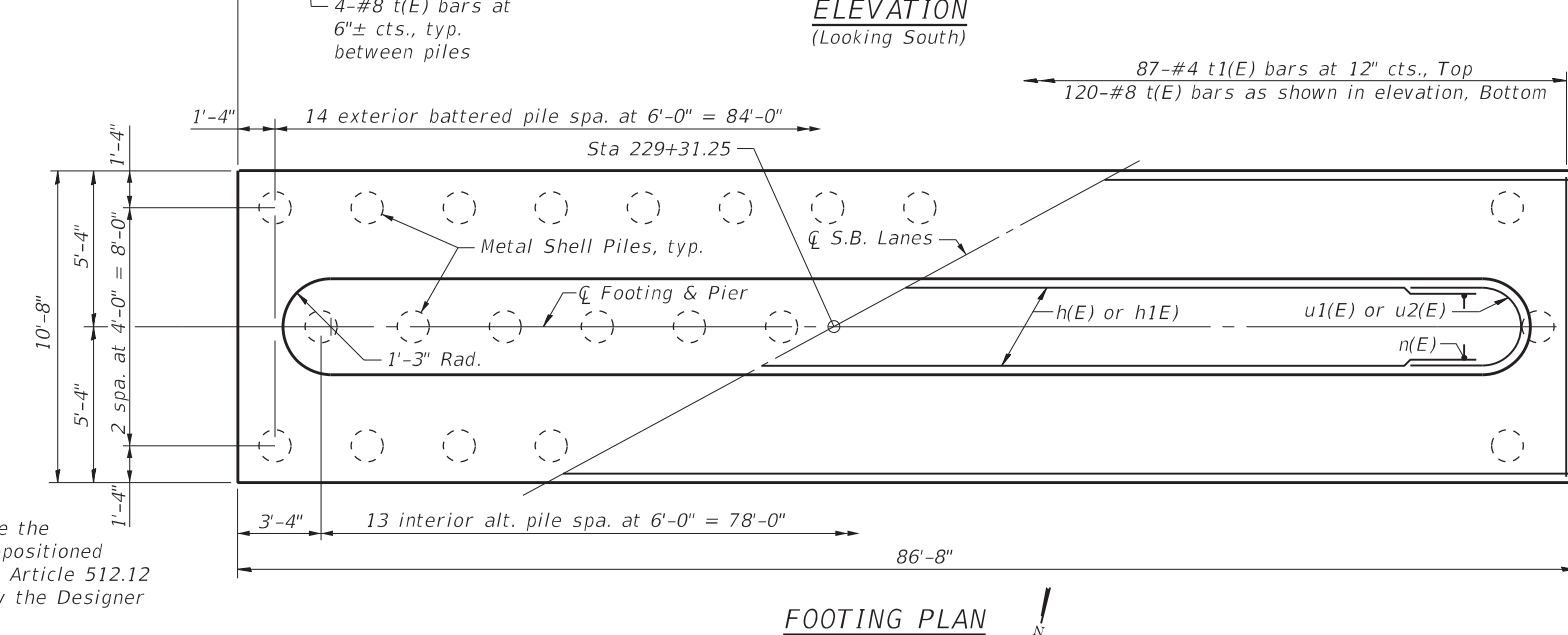 4-#8 t(E) bars at
6"± cts., typ.
between piles
ELEVATION
(Looking South)
87-#4 t1(E) bars at 12" cts., Top
120-#8 t(E) bars as shown in elevation, Bottom
1'-4"
14 exterior battered pile spa. at 6'-0" = 84'-0"
Sta 229+31.25
1'-4"
5'-4"
2 spa. at 4'-0" = 8'-0"
10'-8"
5'-4"
1'-4"
Metal Shell Piles, typ.
℄ S.B. Lanes
℄ Footing & Pier
h(E) or h1E)
u1(E) or u2(E)
n(E)
1'-3" Rad.
3'-4"
13 interior alt. pile spa. at 6'-0" = 78'-0"
86'-8"
e the
positioned
Article 512.12
the Designer
FOOTING PLAN
N